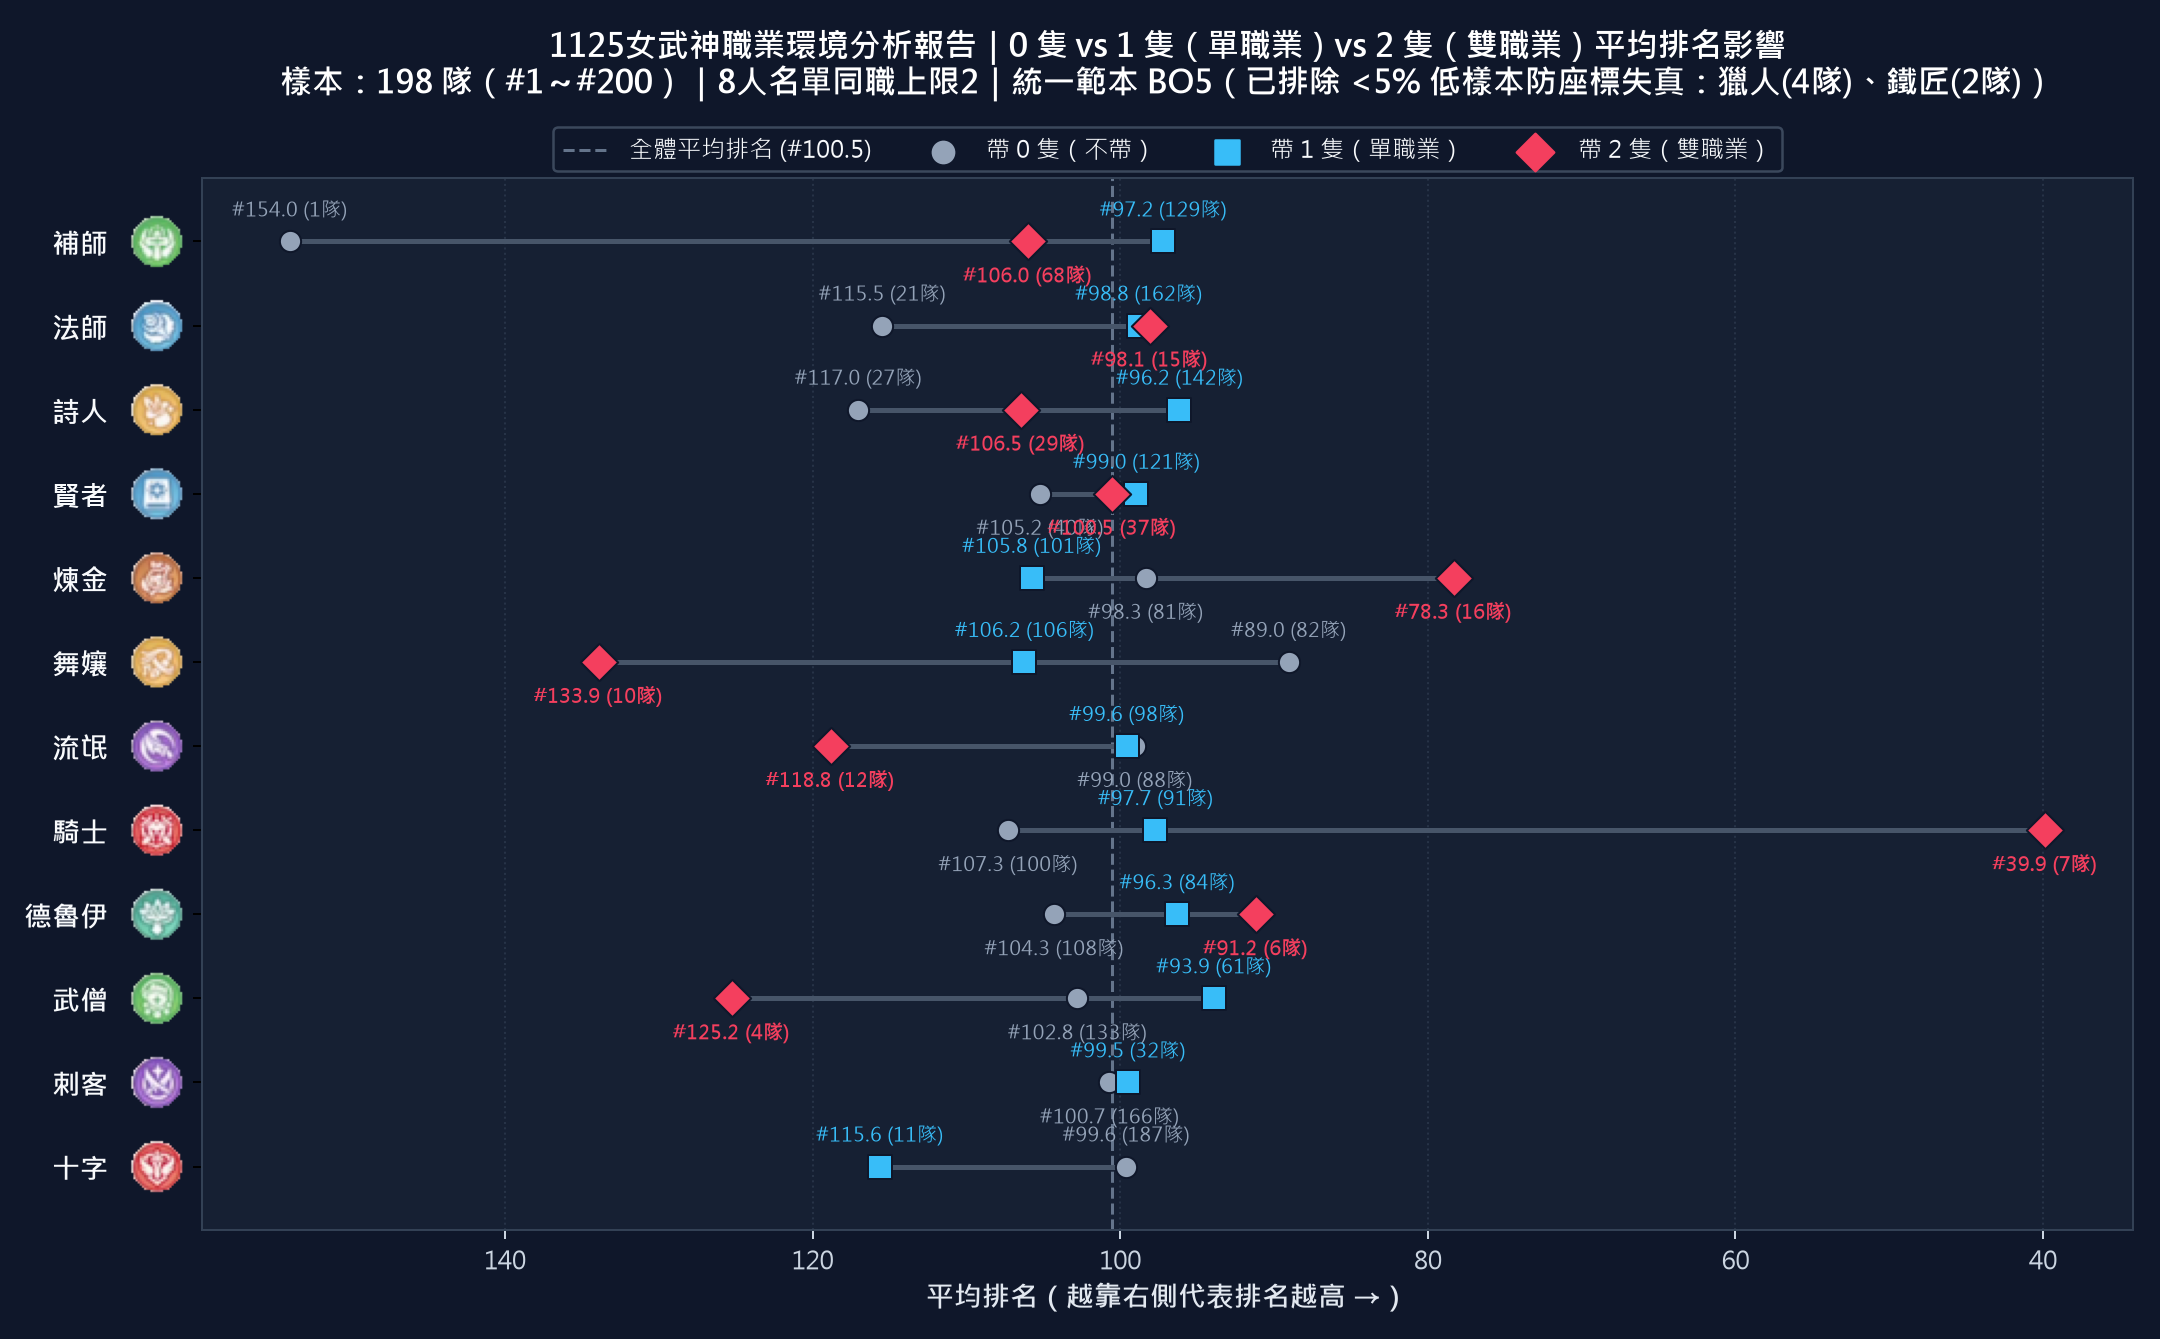 1125女武神職業環境分析報告 | 0 隻 vs 1 隻（單職業）vs 2 隻（雙職業）平均排名影響
樣本：198 隊（#1～#200） | 8人名單同職上限2 | 統一範本 BO5（已排除 <5% 低樣本防座標失真：獵人(4隊)、鐵匠(2隊)）
全體平均排名 (#100.5)
帶 0 隻（不帶）
帶 1 隻（單職業）
帶 2 隻（雙職業）
補師
#154.0 (1隊)
#97.2 (129隊)
#106.0 (68隊)
法師
#115.5 (21隊)
#98.8 (162隊)
#98.1 (15隊)
詩人
#117.0 (27隊)
#96.2 (142隊)
#106.5 (29隊)
賢者
#99.0 (121隊)
#105.2 (40隊)
#100.5 (37隊)
煉金
#105.8 (101隊)
#98.3 (81隊)
#78.3 (16隊)
舞孃
#106.2 (106隊)
#89.0 (82隊)
#133.9 (10隊)
流氓
#99.6 (98隊)
#118.8 (12隊)
#99.0 (88隊)
騎士
#97.7 (91隊)
#107.3 (100隊)
#39.9 (7隊)
德魯伊
#96.3 (84隊)
#104.3 (108隊)
#91.2 (6隊)
武僧
#93.9 (61隊)
#125.2 (4隊)
#102.8 (133隊)
刺客
#99.5 (32隊)
#100.7 (166隊)
十字
#115.6 (11隊)
#99.6 (187隊)
140
120
100
80
60
40
平均排名（越靠右側代表排名越高 →）